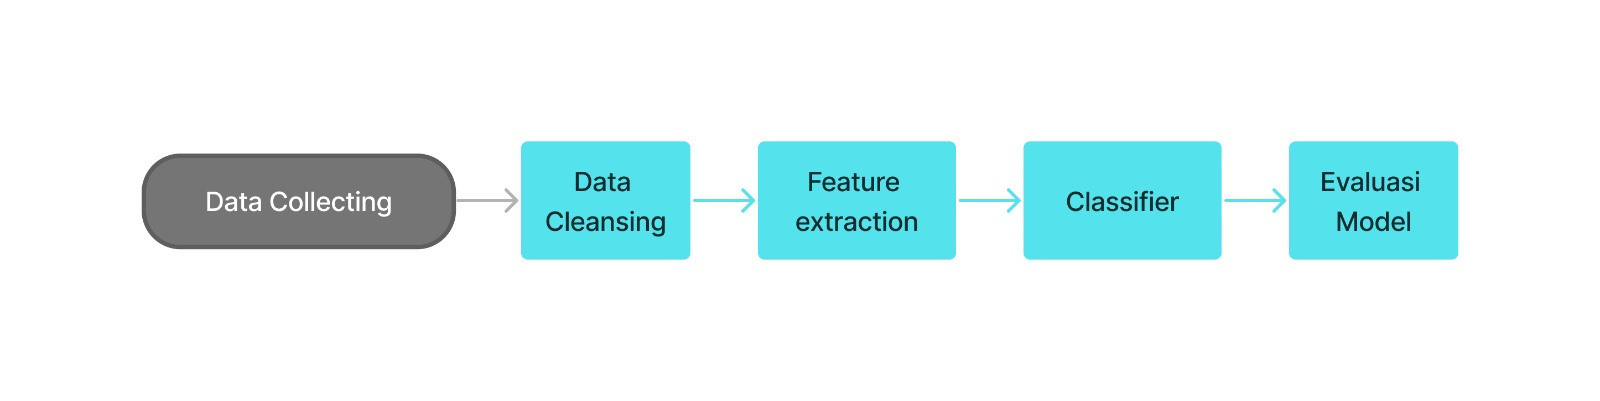 Data Collecting
Data
Cleansing
Feature
extraction
Classifier
Evaluasi
Model